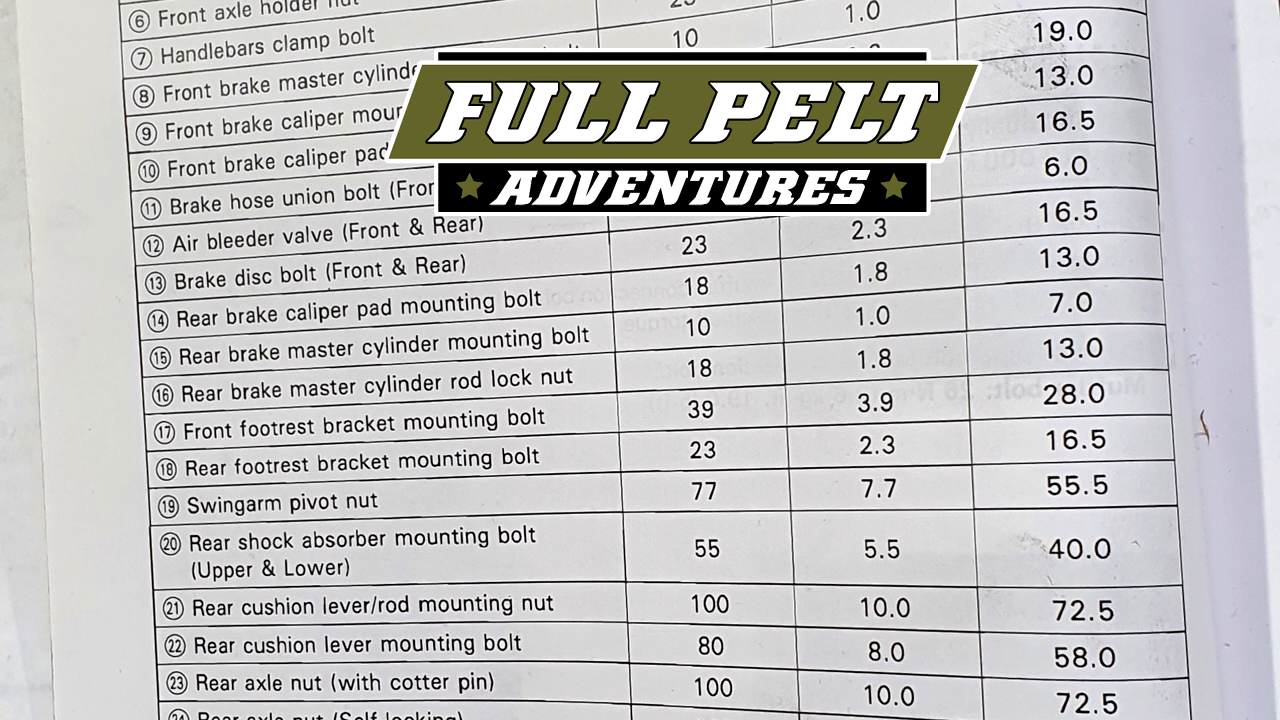 ⑥ Front axle holder nut
⑦ Handlebars clamp bolt 23
⑧ Front brake master 10 1.0
⑨ Front brake caliper 19.0
⑩ Front brake caliper pad 13.0
⑪ Brake hose union bolt 16.5
⑫ Air bleeder valve (Front & Rear) 6.0
⑬ Brake disc bolt (Front & Rear) 23 2.3 16.5
⑭ Rear brake caliper pad mounting bolt 18 1.8 13.0
⑮ Rear brake master cylinder mounting bolt 10 1.0 7.0
⑯ Rear brake master cylinder rod lock nut 18 1.8 13.0
⑰ Front footrest bracket mounting bolt 39 3.9 28.0
⑱ Rear footrest bracket mounting bolt 23 2.3 16.5
⑲ Swingarm pivot nut 77 7.7 55.5
⑳ Rear shock absorber mounting bolt 55 5.5 40.0
(Upper & Lower)
㉑ Rear cushion lever/rod mounting nut 100 10.0 72.5
㉒ Rear cushion lever mounting bolt 80 8.0 58.0
㉓ Rear axle nut (with cotter pin) 100 10.0 72.5
㉔ Rear axle nut (Self-locking)
FULL PELT
ADVENTURES